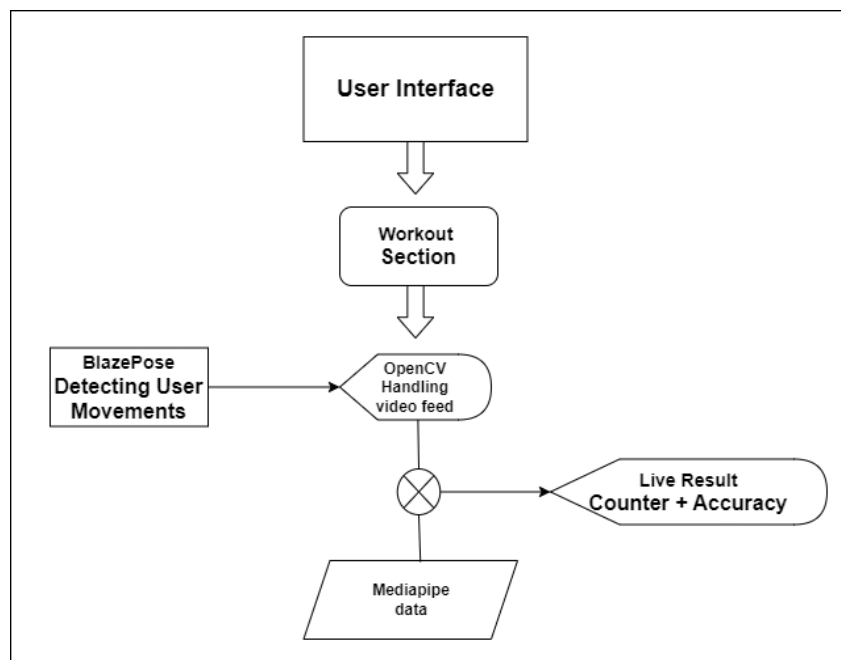 User Interface
Workout
Section
BlazePose
Detecting User
Movements
OpenCV
Handling
video feed
Live Result
Counter + Accuracy
Mediapipe
data